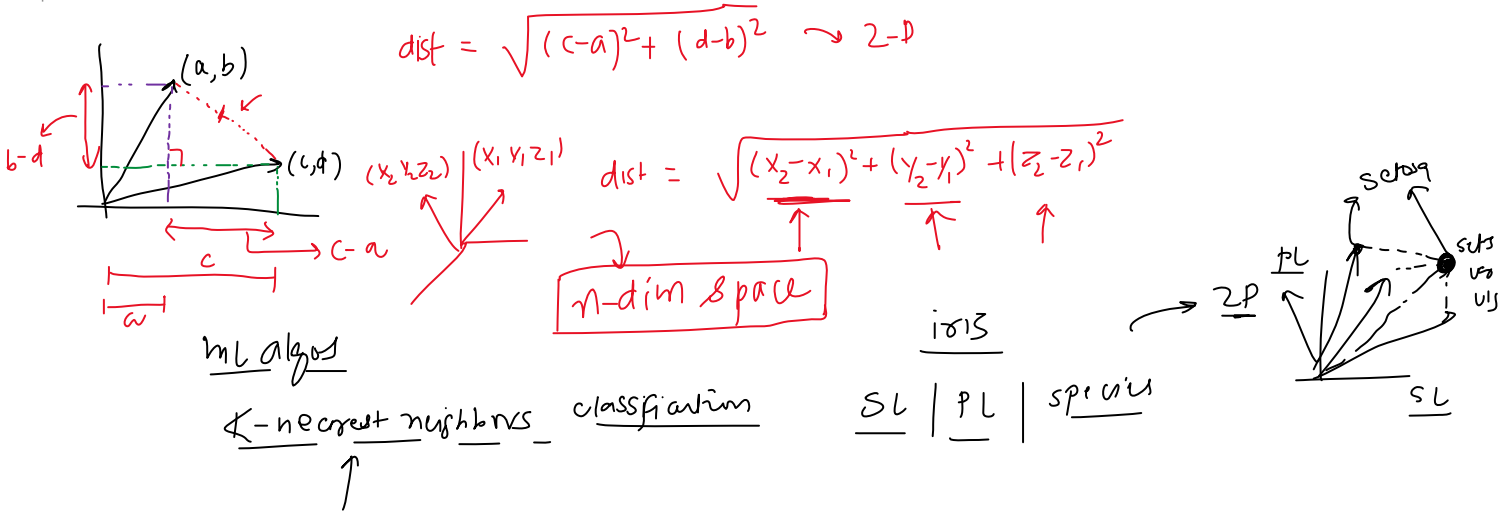 dist = √(c-a)² + (d-b)² → 2-D
(a,b)
(c,d)
b-d
c-a
c
a
(x₂ y₂ z₂)
(x₁ y₁ z₁)
dist = √(x₂-x₁)² + (y₂-y₁)² + (z₂-z₁)²
n-dim space
ml algos
K-nearest neighbors
classfiation
iris
SL | PL | species
2D
setosa
PL
SL